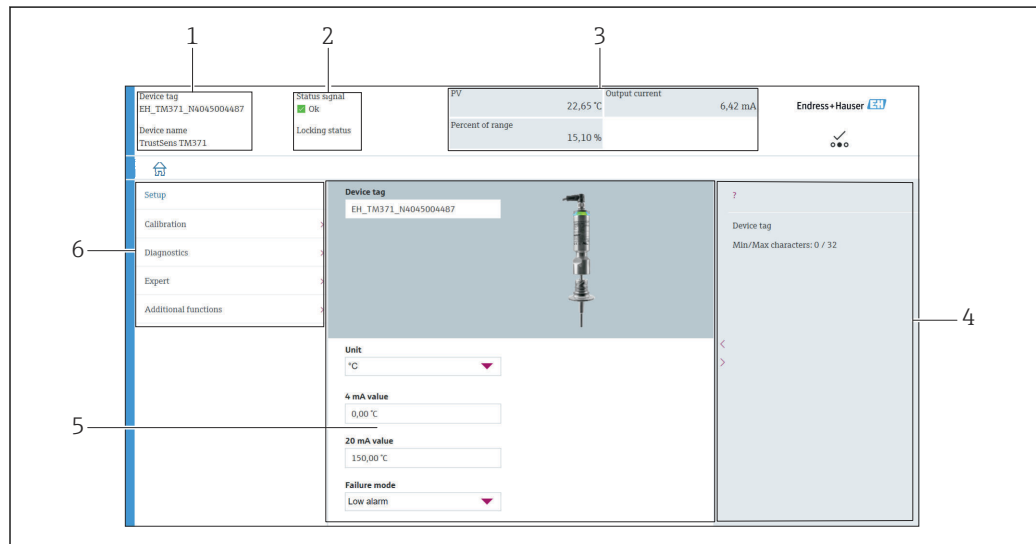 1
2
3
Device tag
EH_TM371_N4045004487
Device name
TrustSens TM371
Status signal
Ok
Locking status
PV
22,65 °C
Output current
6,42 mA
Percent of range
15,10 %
Endress+Hauser EH
Setup
Calibration
Diagnostics
Expert
Additional functions
6
Device tag
EH_TM371_N4045004487
Unit
°C
4 mA value
0,00 °C
5
20 mA value
150,00 °C
Failure mode
Low alarm
?
Device tag
Min/Max characters: 0 / 32
4